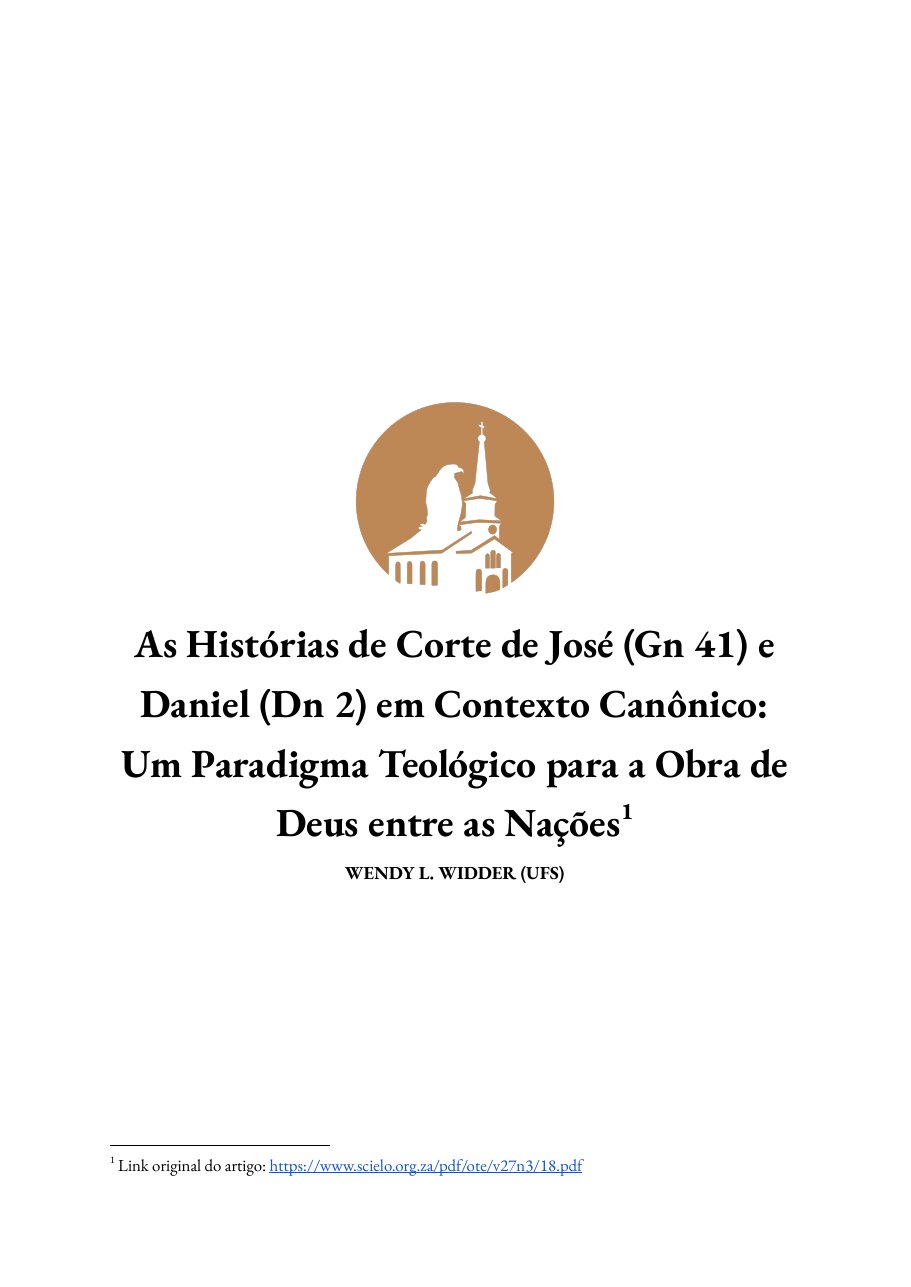 As Histórias de Corte de José (Gn 41) e
Daniel (Dn 2) em Contexto Canônico:
Um Paradigma Teológico para a Obra de
Deus entre as Nações¹
WENDY L. WIDDER (UFS)
¹ Link original do artigo: https://www.scielo.org.za/pdf/ote/v27n3/18.pdf